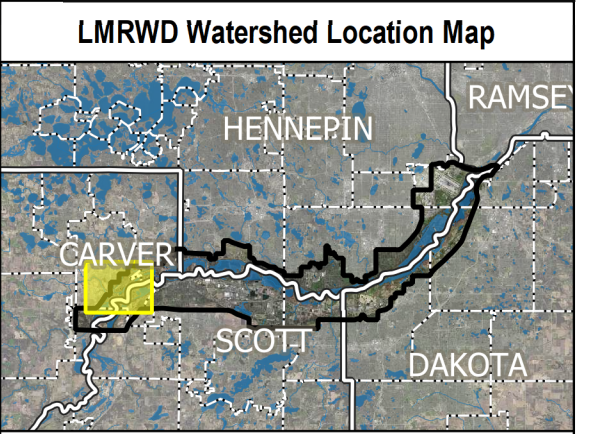 LMRWD Watershed Location Map
RAMSEY
HENNEPIN
CARVER
SCOTT
DAKOTA